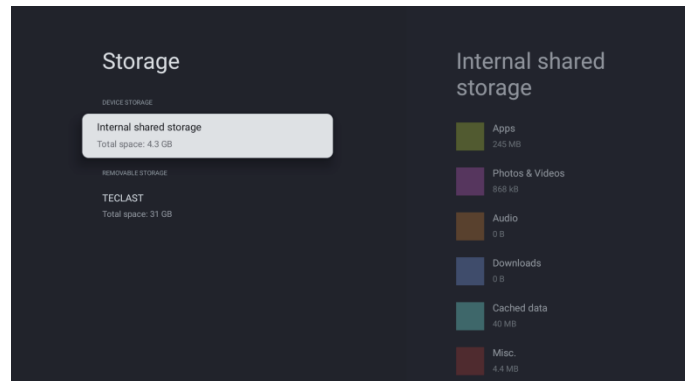 Storage
DEVICE STORAGE
Internal shared storage
Total space: 4.3 GB
REMOVABLE STORAGE
TECLAST
Total space: 31 GB
Internal shared
storage
Apps
245 MB
Photos & Videos
868 kB
Audio
0 B
Downloads
0 B
Cached data
40 MB
Misc.
4.4 MB